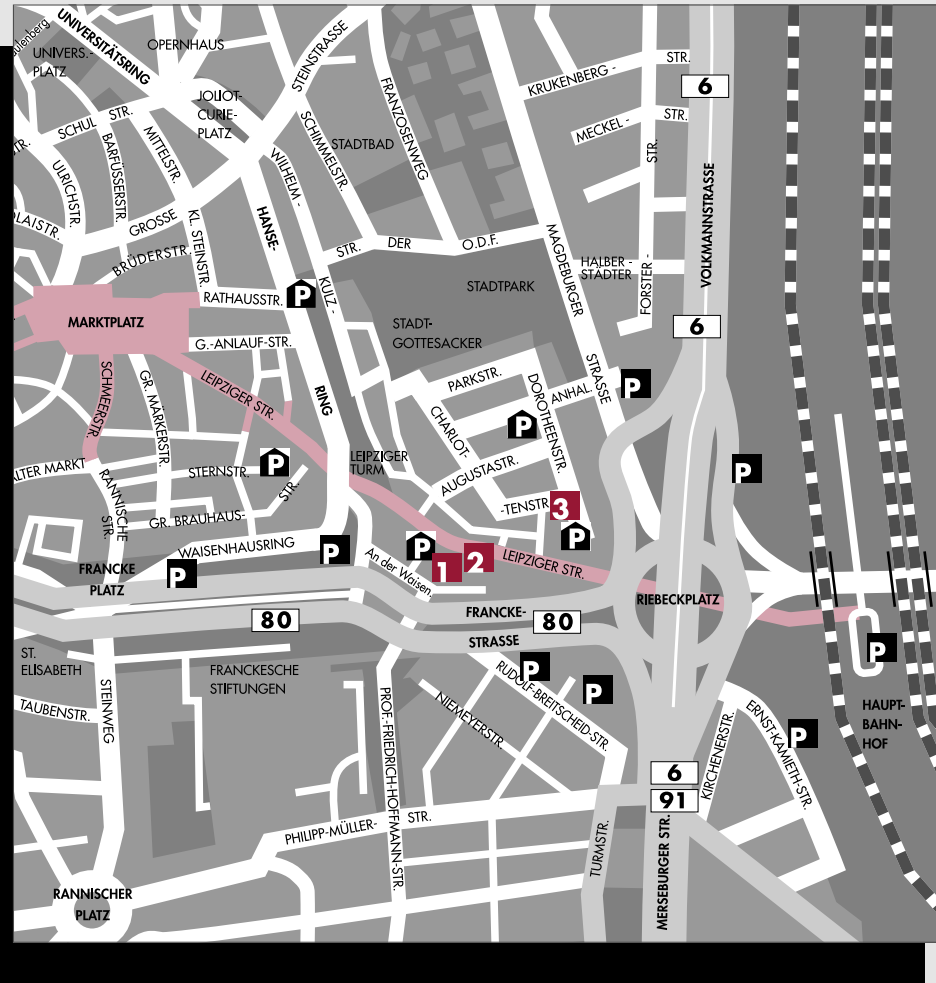 UNIVERSITÄTSRING
UNIVERS.-
PLATZ
OPERNHAUS
STEINSTRASSE
JOLIOT-
CURIE-
PLATZ
SCHUL STR.
STR.
ULRICHSTR.
BARFÜSSERSTR.
MITTELSTR.
SCHIMMELSTR.
STADTBAD
FRANZOSENWEG
KRUKENBERG-
STR.
6
MECKEL-
STR.
STR.
VOLKMANNSTRASSE
WILHELM-
HANSE-
GROSSE
KL. STEINSTR.
BRÜDERSTR.
STR. DER O.D.F.
MAGDEBURGER
HALBER-
STÄDTER
FORSTER-
STADTPARK
KÜLZ-
RATHAUSSTR.
P
MARKTPLATZ
STADT-
GOTTESACKER
6
G.-ANLAUF-STR.
LEIPZIGER STR.
SCHMEERSTR.
GR. MÄRKERSTR.
RING
PARKSTR.
DOROTHEENSTR.
ANHAL.
STRASSE
P
CHARLOT-
P
ALTER MARKT
STERNSTR.
P
LEIPZIGER
TURM
AUGUSTASTR.
P
RANNISCHE
STR.
GR. BRAUHAUS-
STR.
-TENSTR.
3
P
WAISENHAUSRING
P
An der Waisen.
P
1
2
LEIPZIGER STR.
FRANCKE
PLATZ
P
RIEBECKPLATZ
80
FRANCKE-
80
STRASSE
P
ST.
ELISABETH
FRANCKESCHE
STIFTUNGEN
P
P
RUDOLF-BREITSCHEID-STR.
TAUBENSTR.
STEINWEG
PROF.-FRIEDRICH-HOFFMANN-STR.
NIEMEYERSTR.
KIRCHENERSTR.
ERNST-KAMIETH-STR.
P
HAUPT-
BAHN-
HOF
6
91
PHILIPP-MÜLLER- STR.
TURMSTR.
MERSEBURGER STR.
RANNISCHER
PLATZ